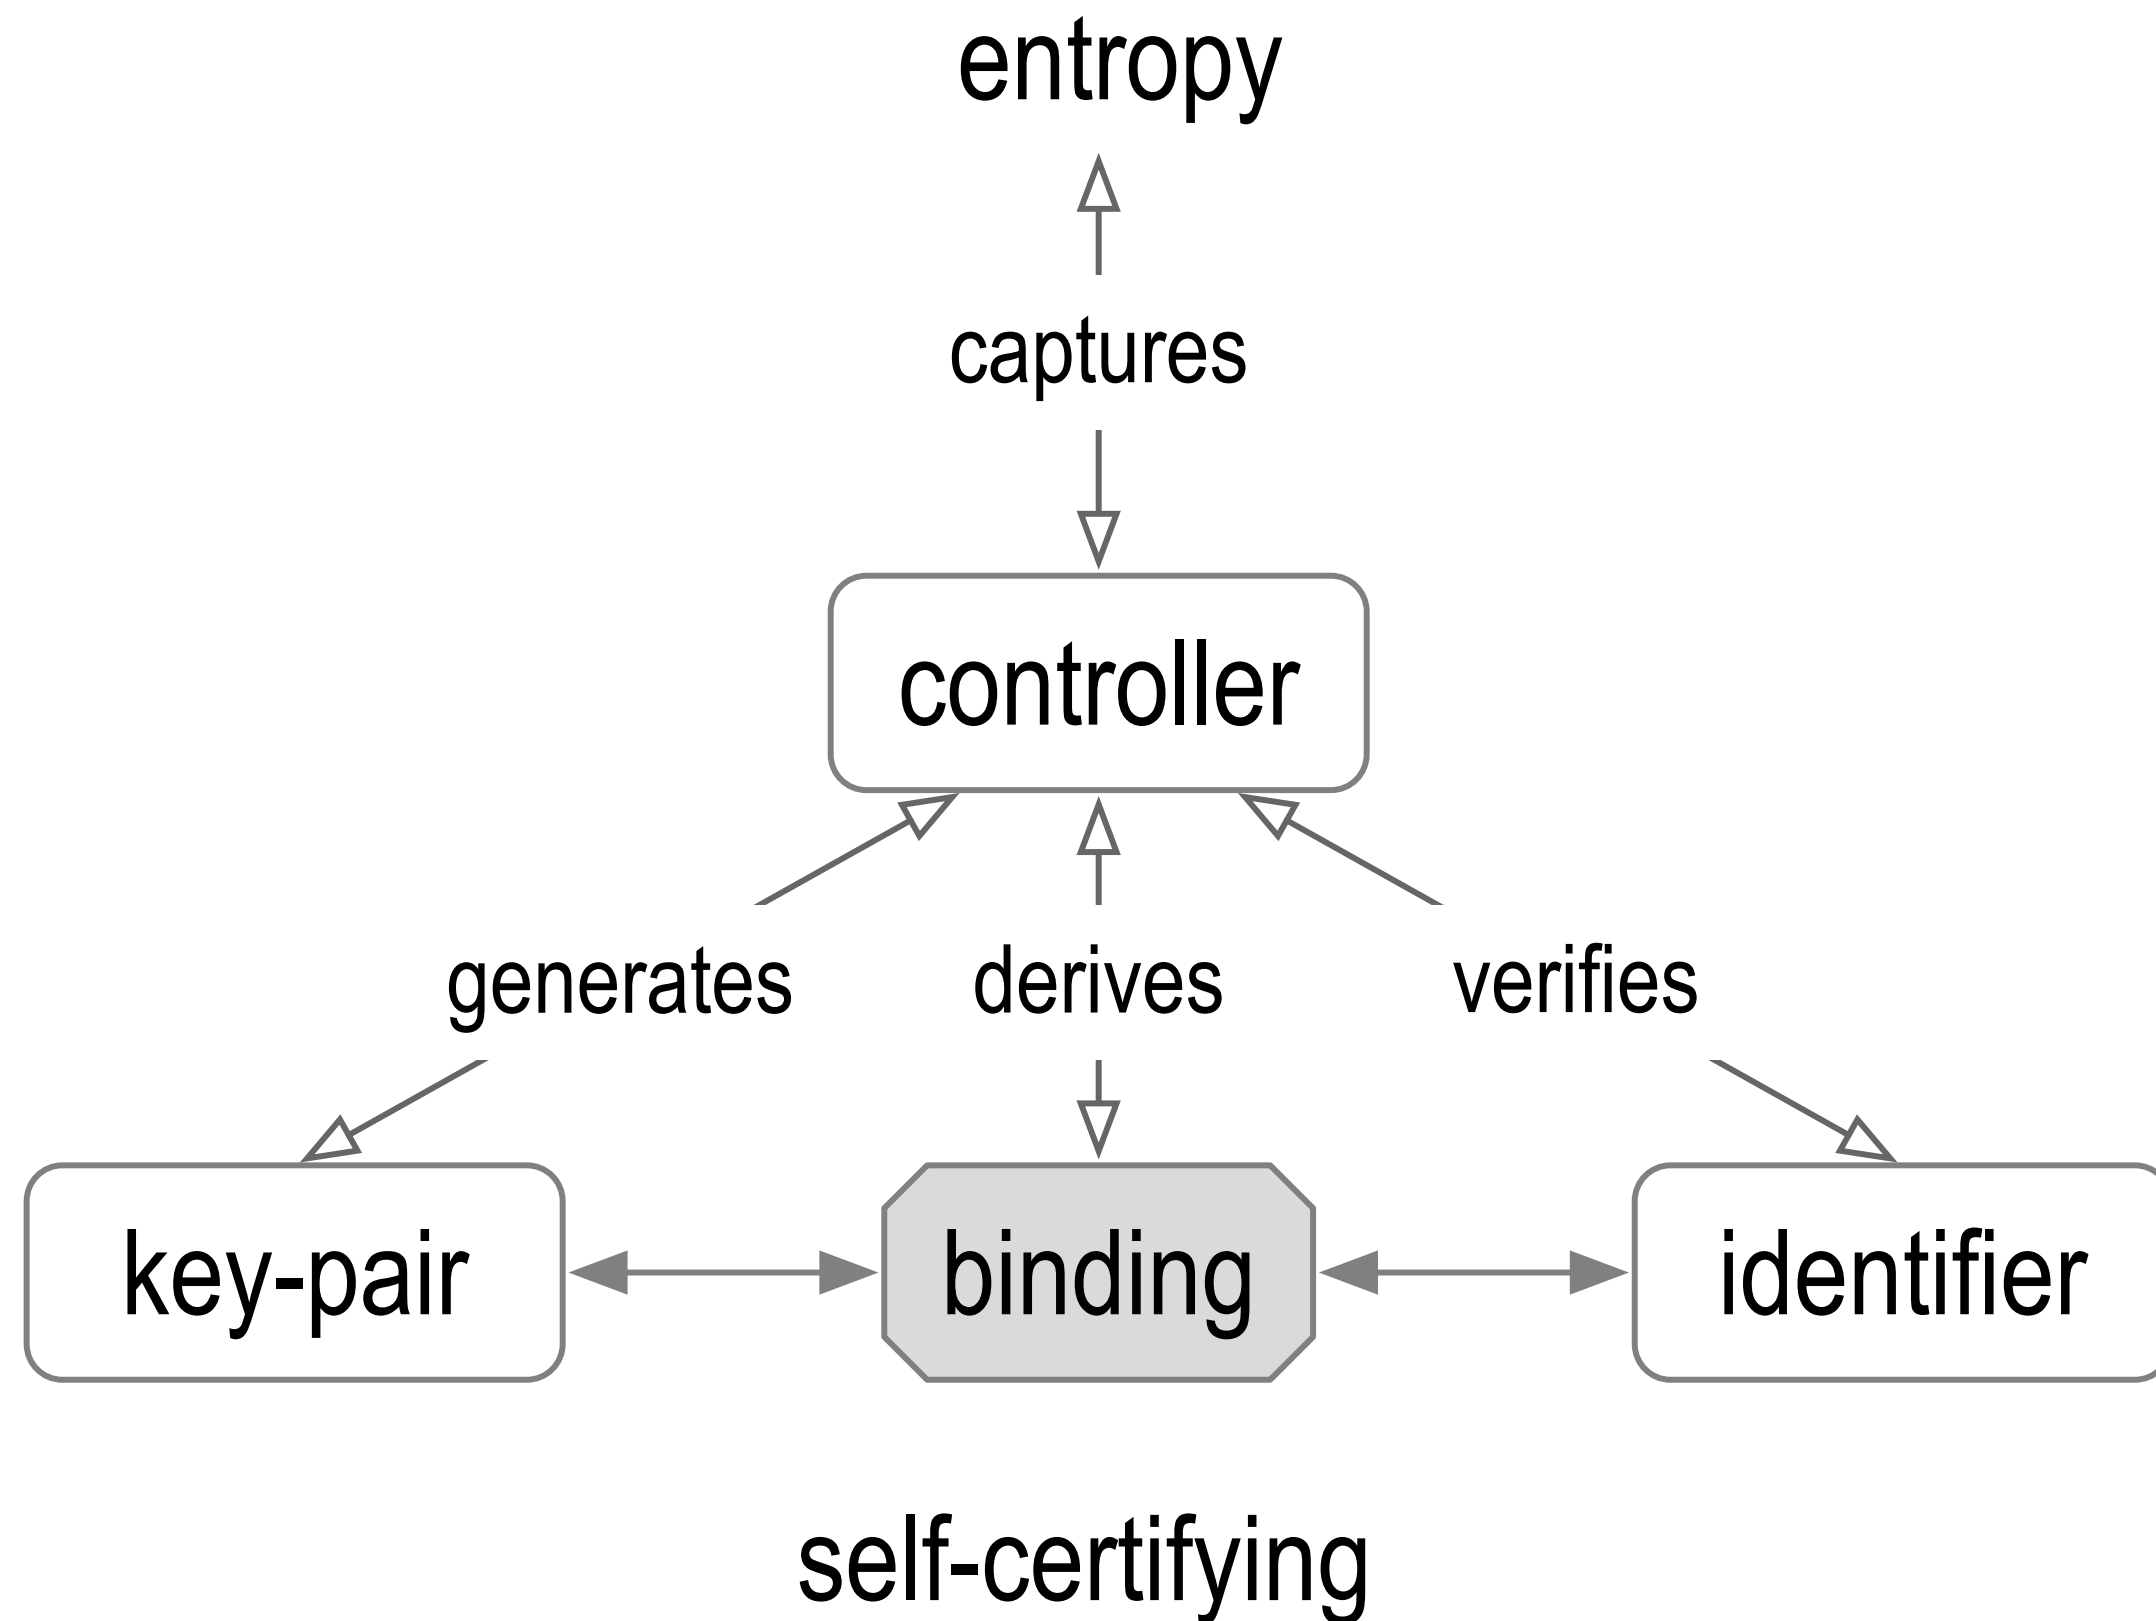 entropy
captures
controller
generates derives verifies
key-pair binding identifier
self-certifying